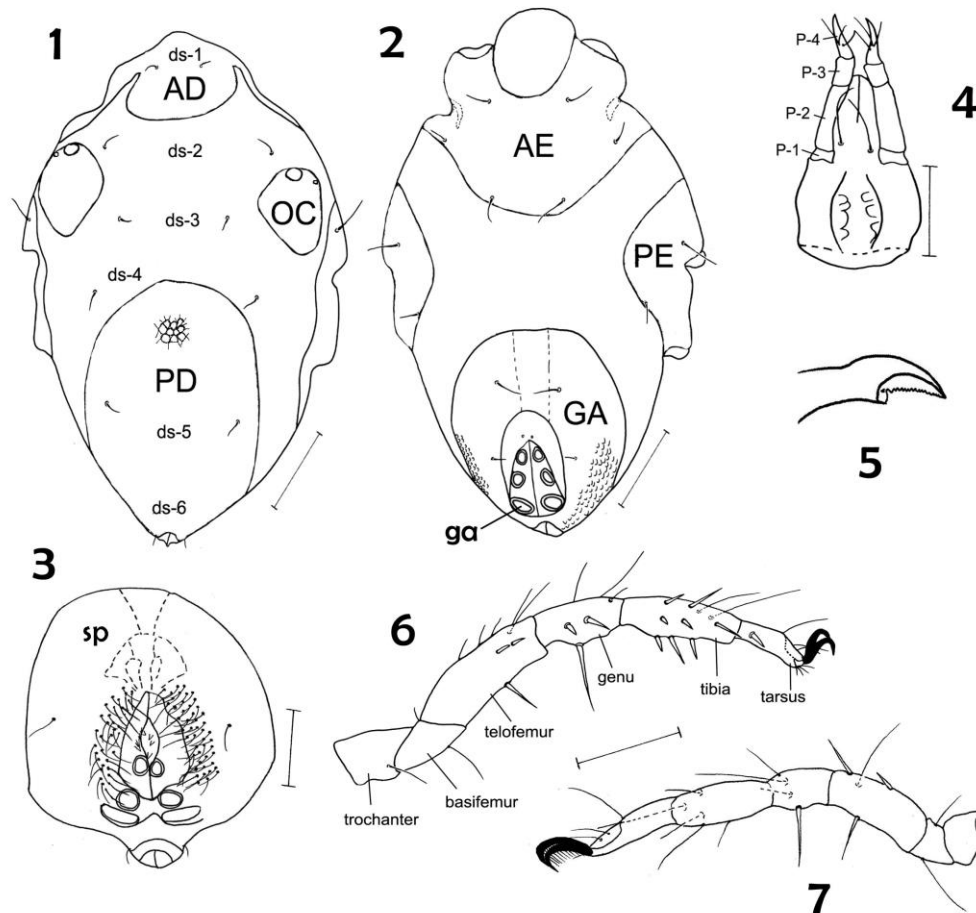 1
ds-1
AD
ds-2
OC
ds-3
ds-4
PD
ds-5
ds-6
2
AE
PE
GA
ga
P-4
P-3
P-2
P-1
4
5
3
sp
6
genu
tibia
tarsus
telofemur
basifemur
trochanter
7